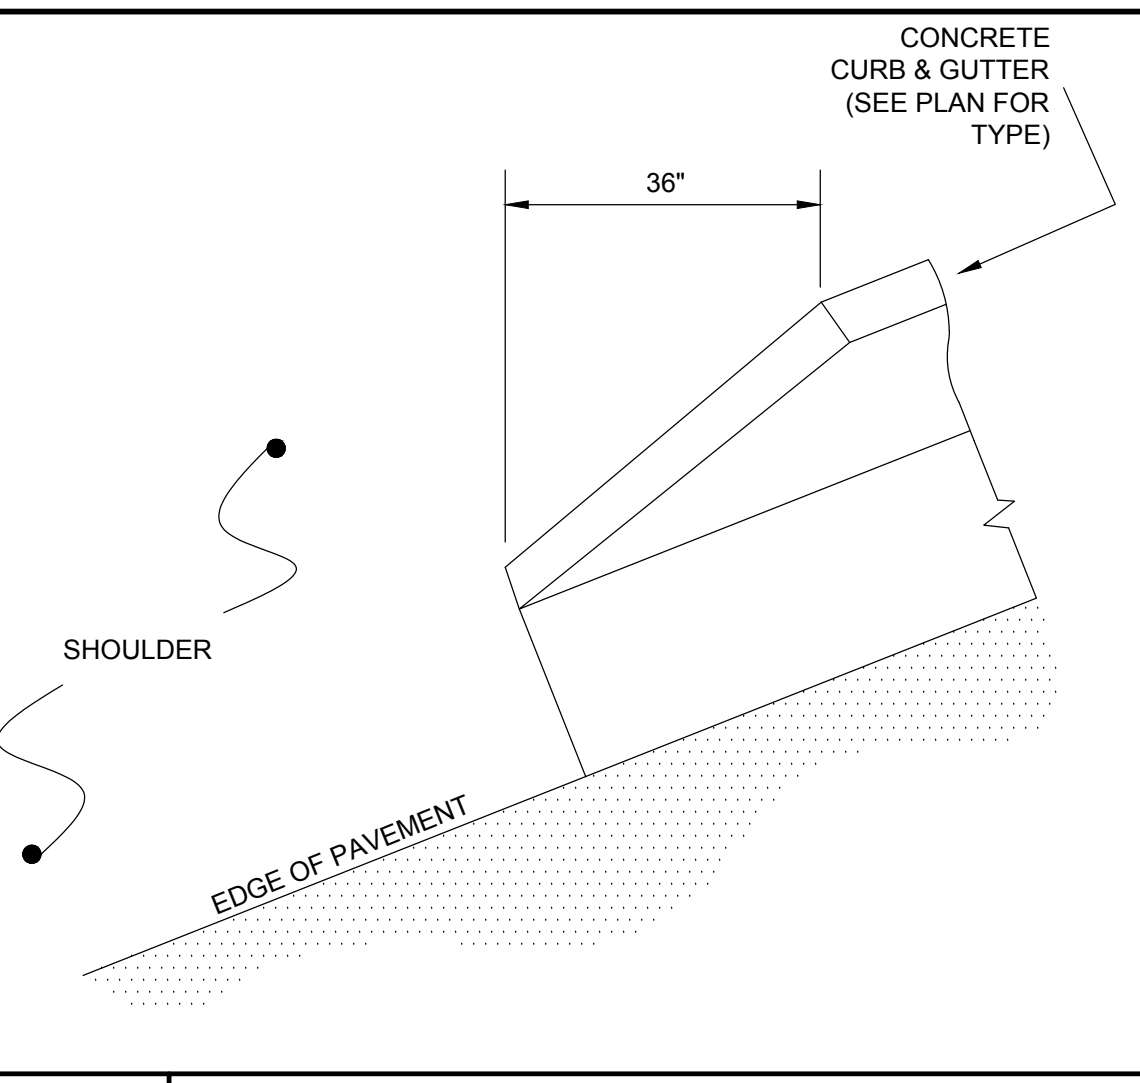 CONCRETE
CURB & GUTTER
(SEE PLAN FOR
TYPE)
36"
SHOULDER
EDGE OF PAVEMENT